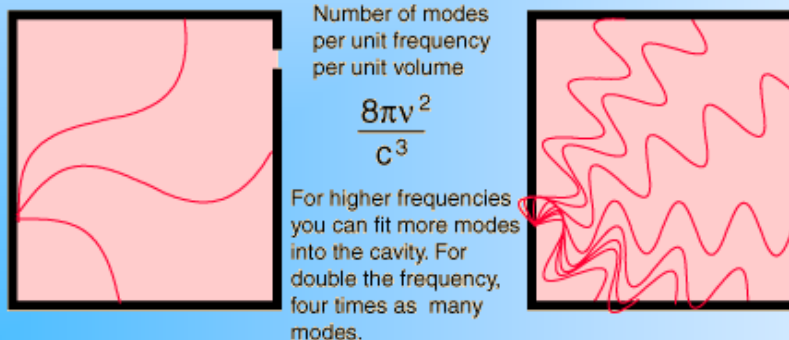 Number of modes
per unit frequency
per unit volume
8πν²
c³
For higher frequencies
you can fit more modes
into the cavity. For
double the frequency,
four times as many
modes.